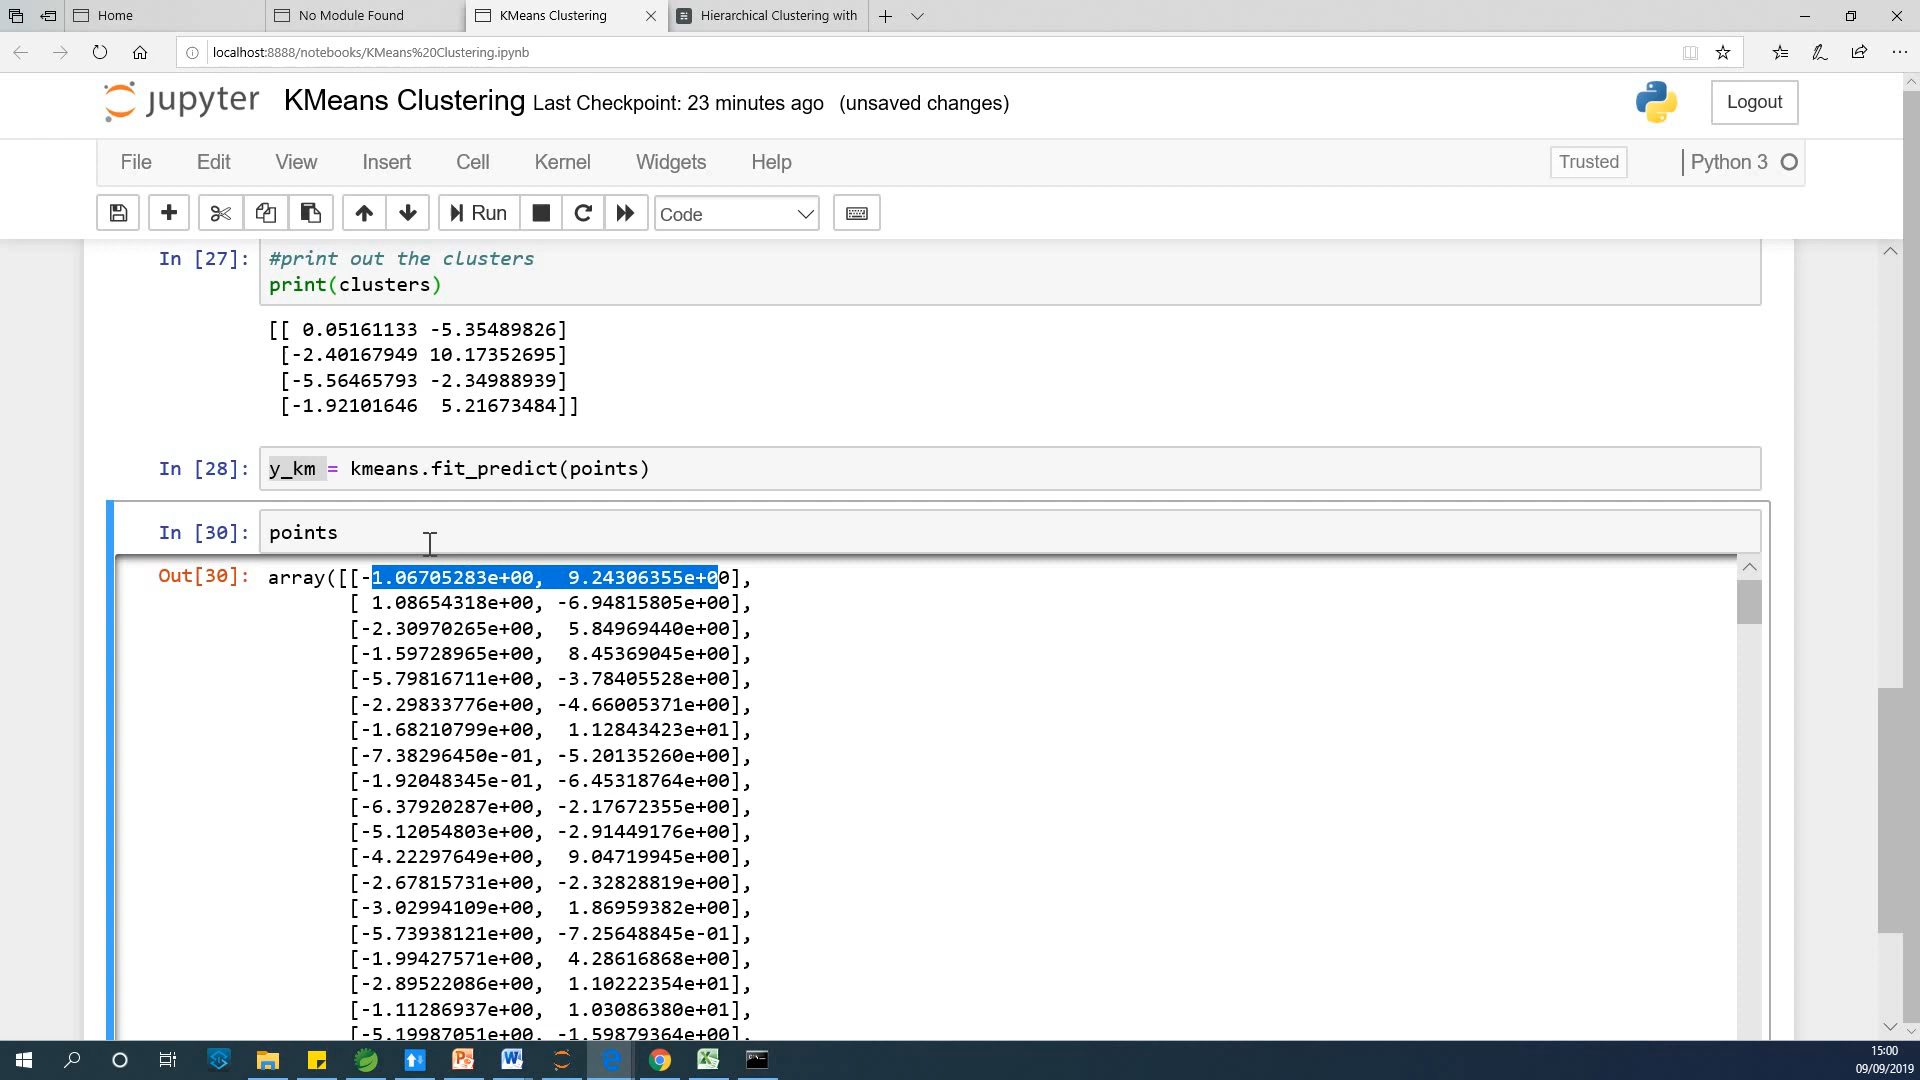 Home
No Module Found
KMeans Clustering
Hierarchical Clustering with
localhost:8888/notebooks/KMeans%20Clustering.ipynb
jupyter KMeans Clustering Last Checkpoint: 23 minutes ago (unsaved changes)
Logout
File Edit View Insert Cell Kernel Widgets Help
Trusted
Python 3
Run
Code
In [27]: #print out the clusters
print(clusters)
[[ 0.05161133 -5.35489826]
[-2.40167949 10.17352695]
[-5.56465793 -2.34988939]
[-1.92101646 5.21673484]]
In [28]: y_km = kmeans.fit_predict(points)
In [30]: points
Out[30]: array([[-1.06705283e+00, 9.24306355e+00],
[ 1.08654318e+00, -6.94815805e+00],
[-2.30970265e+00, 5.84969440e+00],
[-1.59728965e+00, 8.45369045e+00],
[-5.79816711e+00, -3.78405528e+00],
[-2.29833776e+00, -4.66005371e+00],
[-1.68210799e+00, 1.12843423e+01],
[-7.38296450e-01, -5.20135260e+00],
[-1.92048345e-01, -6.45318764e+00],
[-6.37920287e+00, -2.17672355e+00],
[-5.12054803e+00, -2.91449176e+00],
[-4.22297649e+00, 9.04719945e+00],
[-2.67815731e+00, -2.32828819e+00],
[-3.02994109e+00, 1.86959382e+00],
[-5.73938121e+00, -7.25648845e-01],
[-1.99427571e+00, 4.28616868e+00],
[-2.89522086e+00, 1.10222354e+01],
[-1.11286937e+00, 1.03086380e+01],
[-5.19987051e+00, -1.59879364e+00],
15:00
09/09/2019